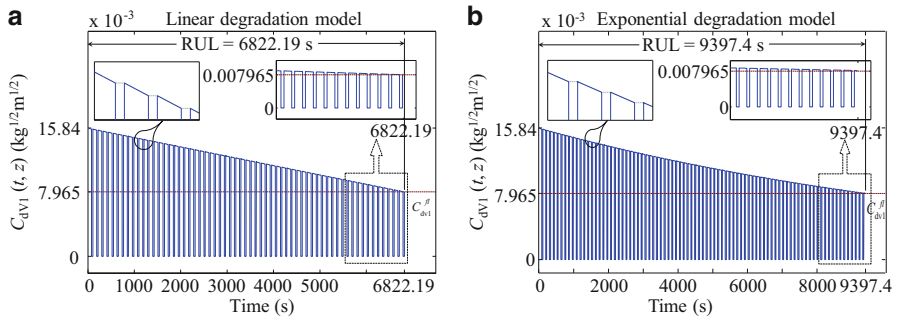 a
x 10⁻³
Linear degradation model
RUL = 6822.19 s
0.007965
0
6822.19
15.84
7.965
0
C_dV1 (t, z) (kg^1/2 m^1/2)
C_dv1^fl
0 1000 2000 3000 4000 5000 6822.19
Time (s)
b
x 10⁻³
Exponential degradation model
RUL = 9397.4 s
0.007965
0
9397.4
15.84
7.965
0
C_dV1 (t, z) (kg^1/2 m^1/2)
C_dv1^fl
0 2000 4000 6000 8000 9397.4
Time (s)